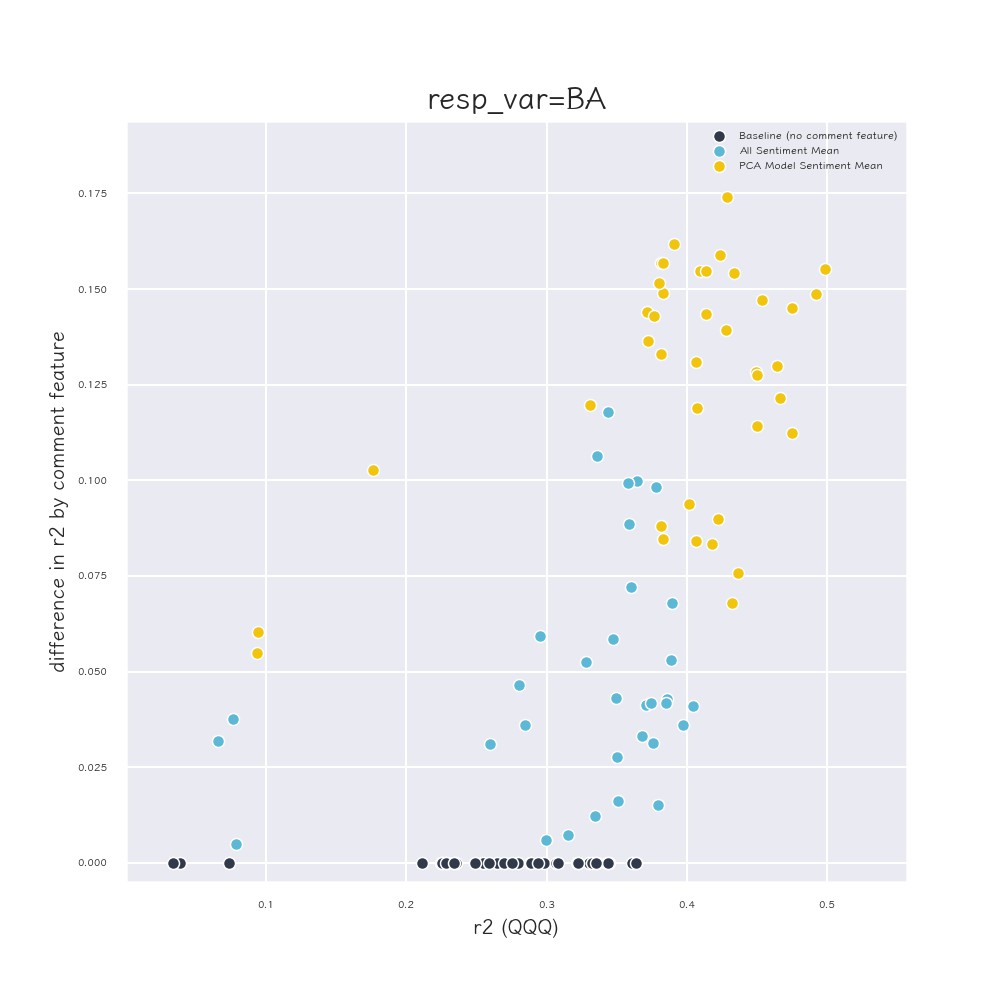 resp_var=BA
Baseline (no comment feature)
All Sentiment Mean
PCA Model Sentiment Mean
difference in r2 by comment feature
0.175
0.150
0.125
0.100
0.075
0.050
0.025
0.000
0.1 0.2 0.3 0.4 0.5
r2 (QQQ)